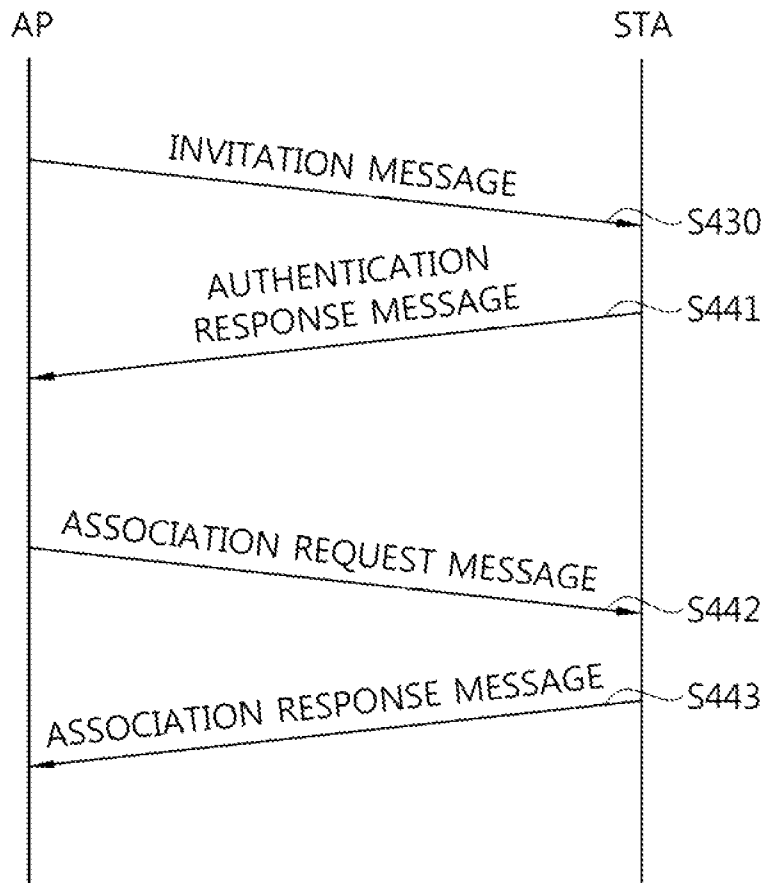 AP
STA
INVITATION MESSAGE
S430
AUTHENTICATION
RESPONSE MESSAGE
S441
ASSOCIATION REQUEST MESSAGE
S442
ASSOCIATION RESPONSE MESSAGE
S443